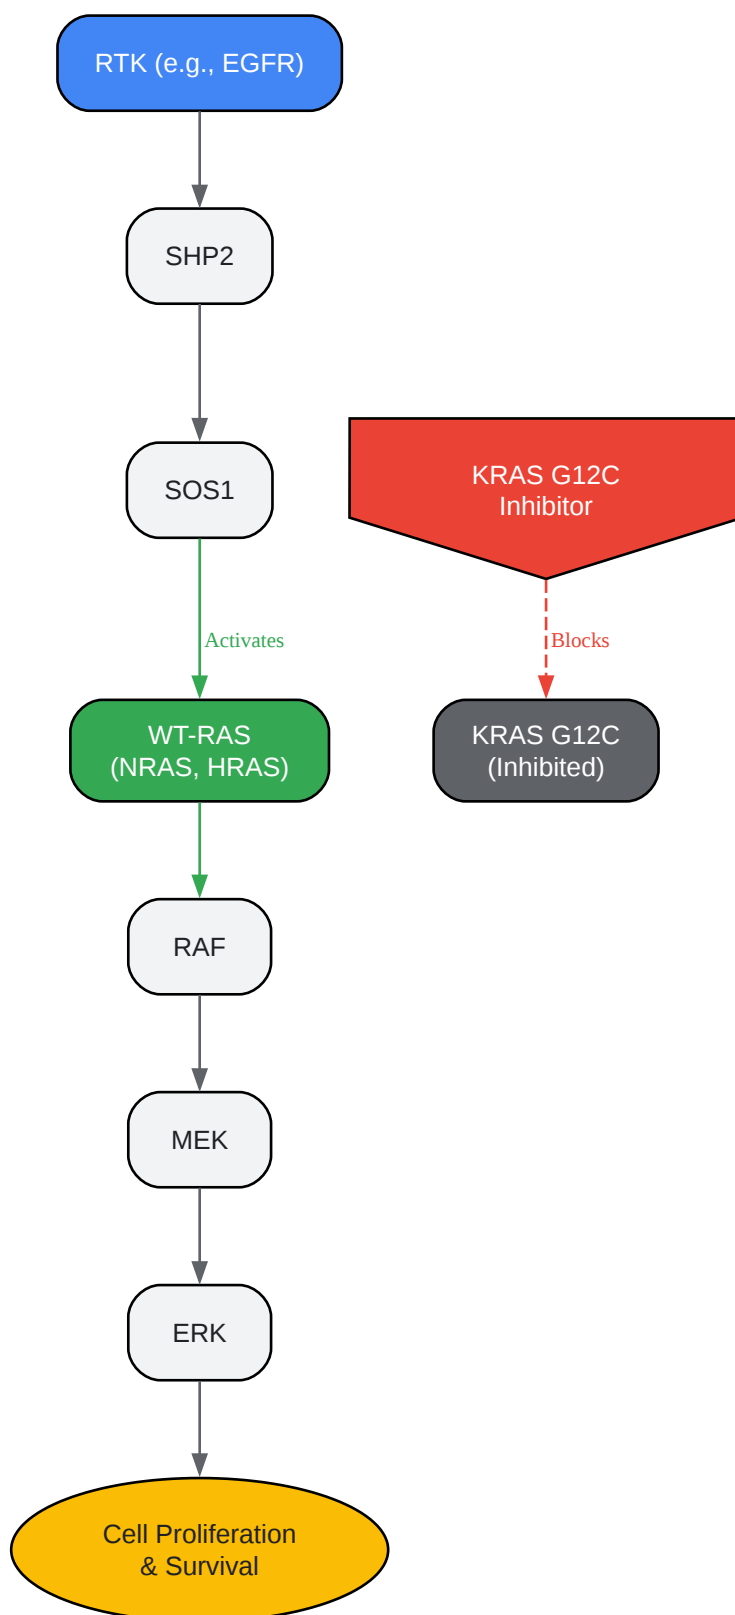 RTK (e.g., EGFR)
SHP2
SOS1
KRAS G12C
Inhibitor
Activates
Blocks
WT-RAS
(NRAS, HRAS)
KRAS G12C
(Inhibited)
RAF
MEK
ERK
Cell Proliferation
& Survival